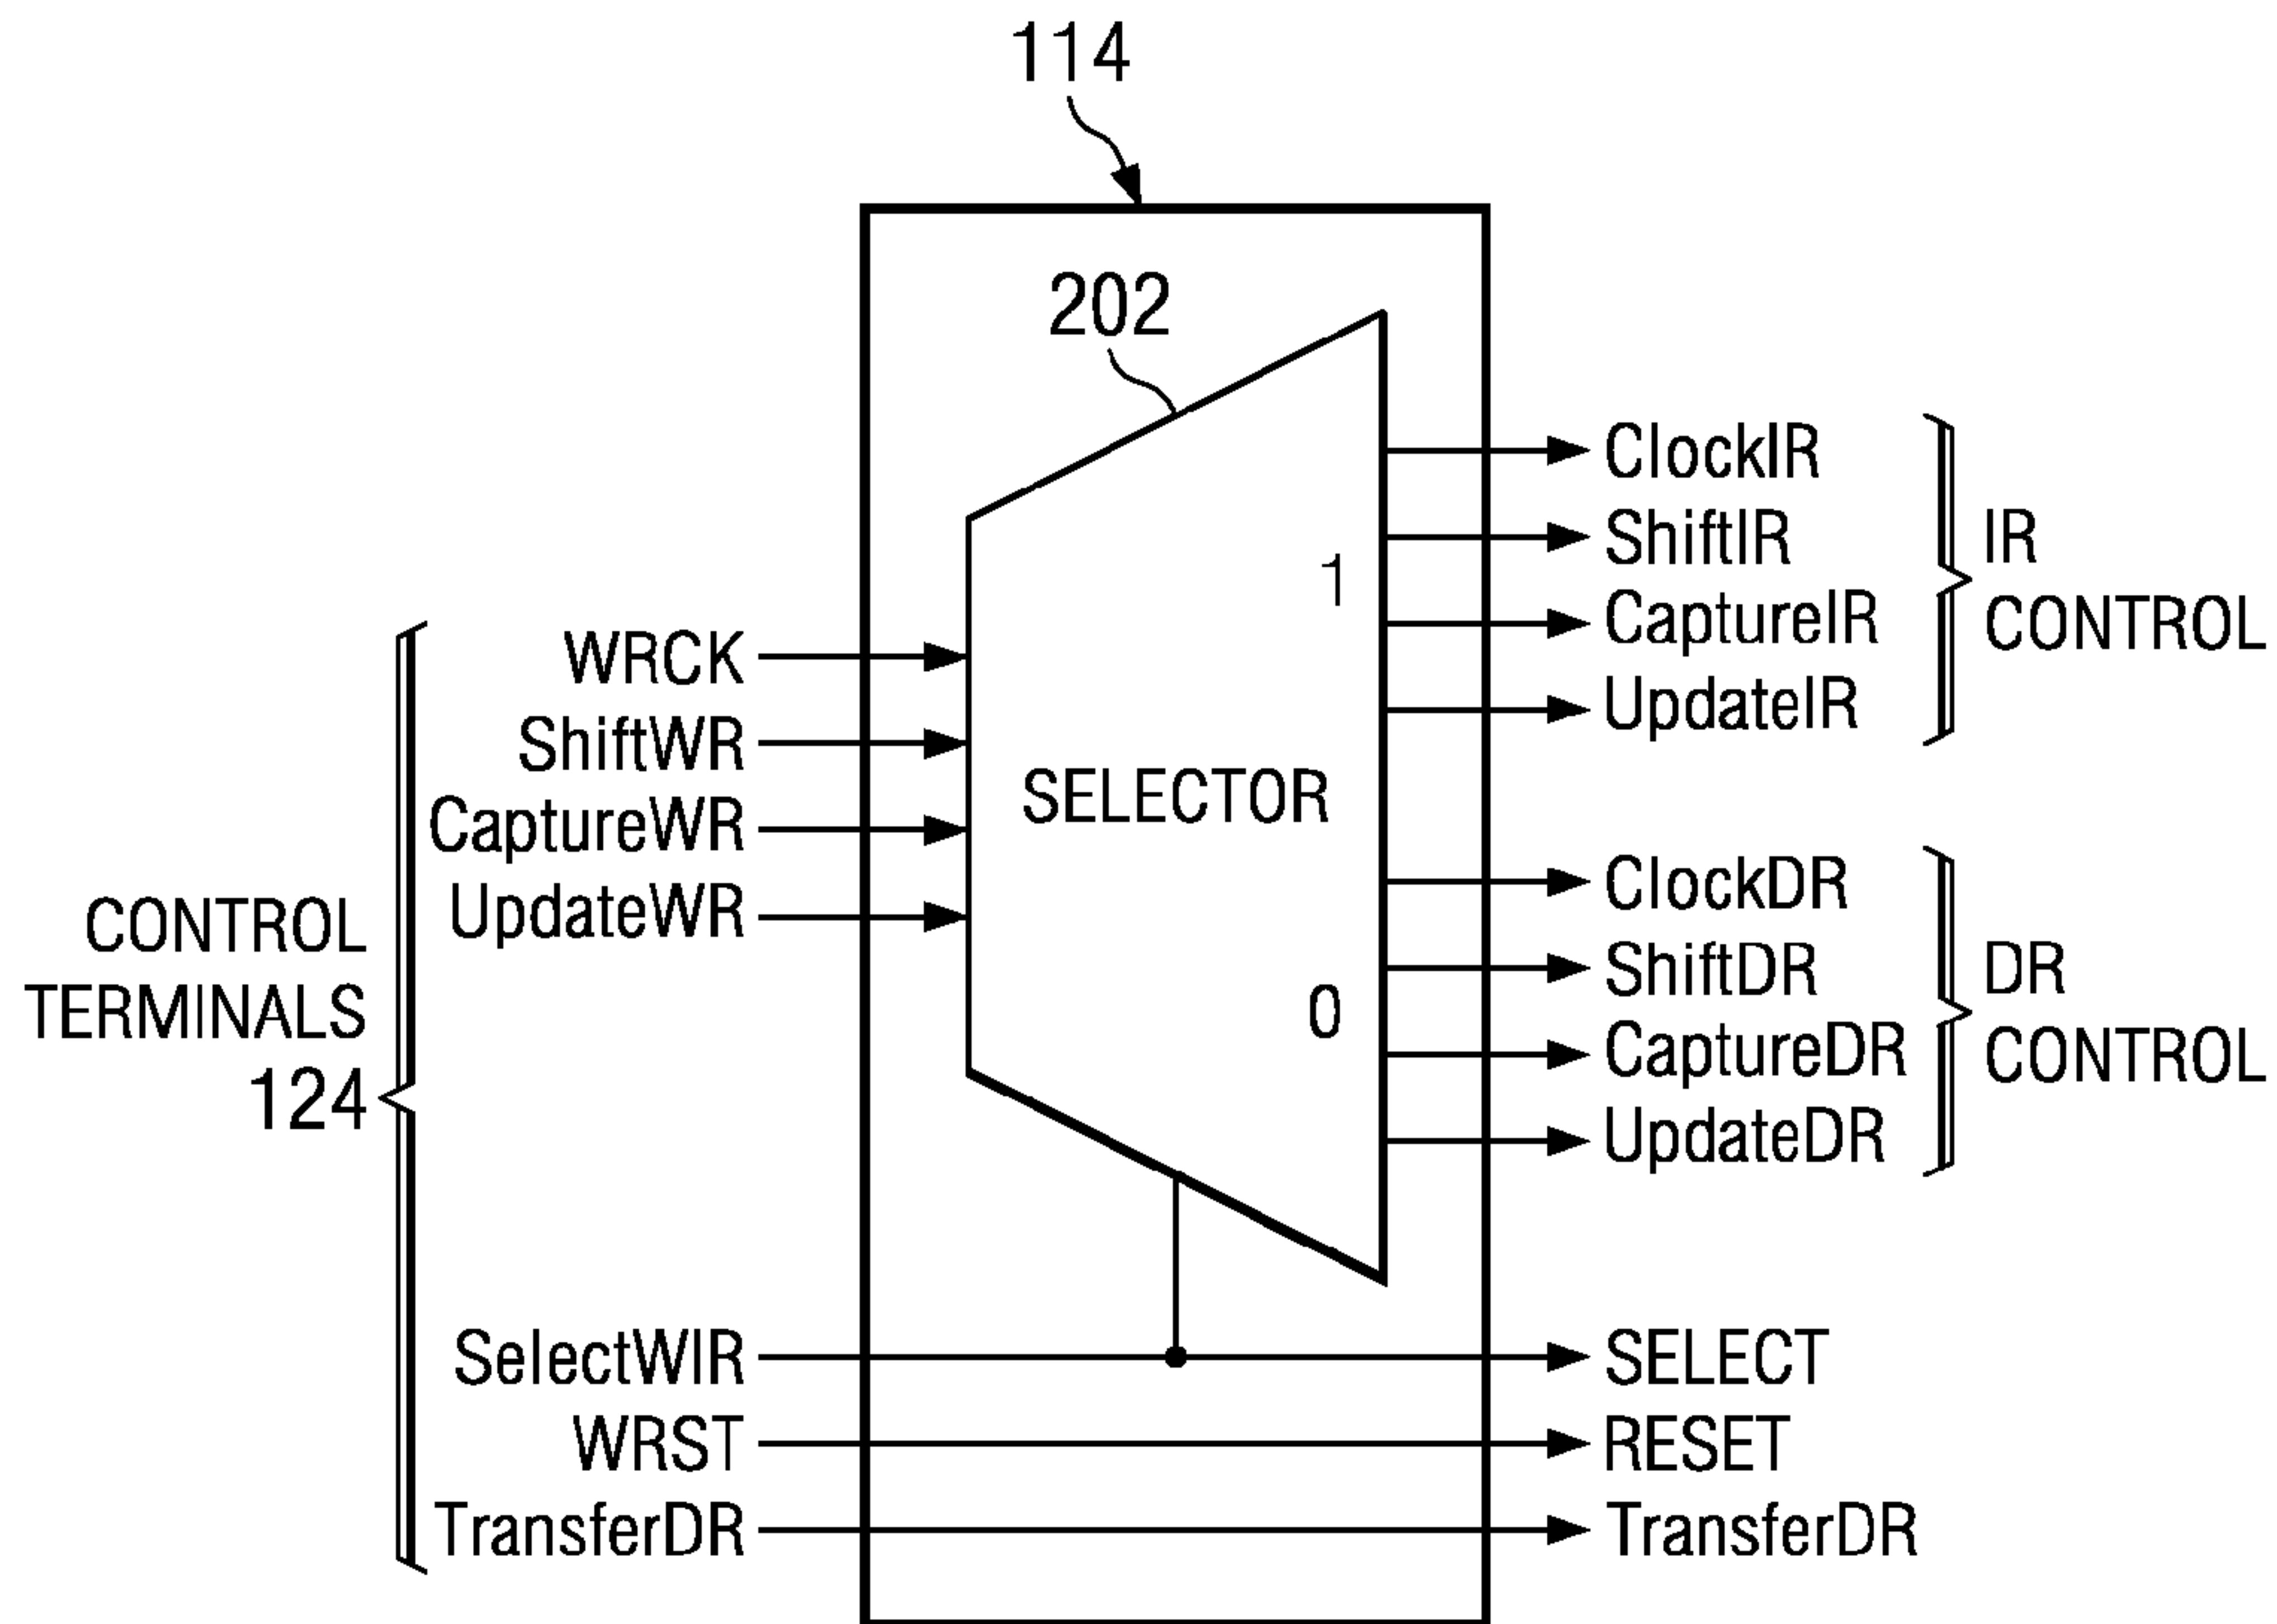 114
202
ClockIR
ShiftIR
CaptureIR
UpdateIR
IR
CONTROL
1
WRCK
ShiftWR
CaptureWR
UpdateWR
SELECTOR
CONTROL
TERMINALS
124
0
ClockDR
ShiftDR
CaptureDR
UpdateDR
DR
CONTROL
SelectWIR
WRST
TransferDR
SELECT
RESET
TransferDR